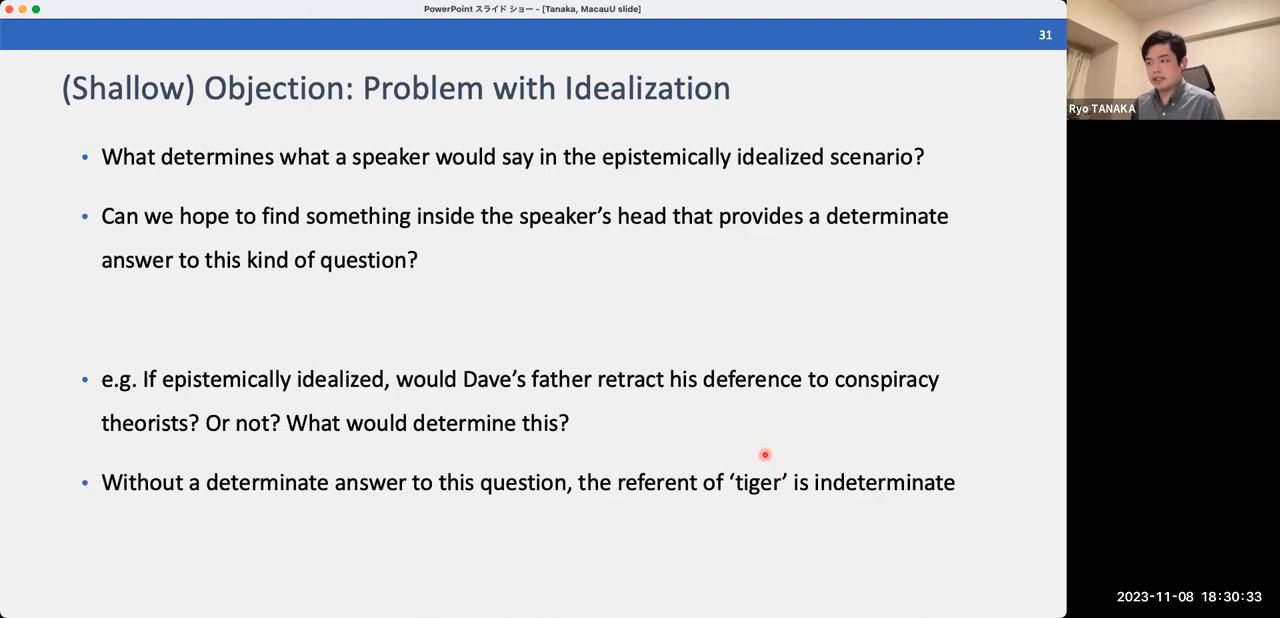 PowerPoint スライド ショー - [Tanaka, MacauU slide]
31
(Shallow) Objection: Problem with Idealization
Ryo TANAKA
• What determines what a speaker would say in the epistemically idealized scenario?
• Can we hope to find something inside the speaker’s head that provides a determinate
answer to this kind of question?
• e.g. If epistemically idealized, would Dave’s father retract his deference to conspiracy
theorists? Or not? What would determine this?
• Without a determinate answer to this question, the referent of ‘tiger’ is indeterminate
2023-11-08 18:30:33